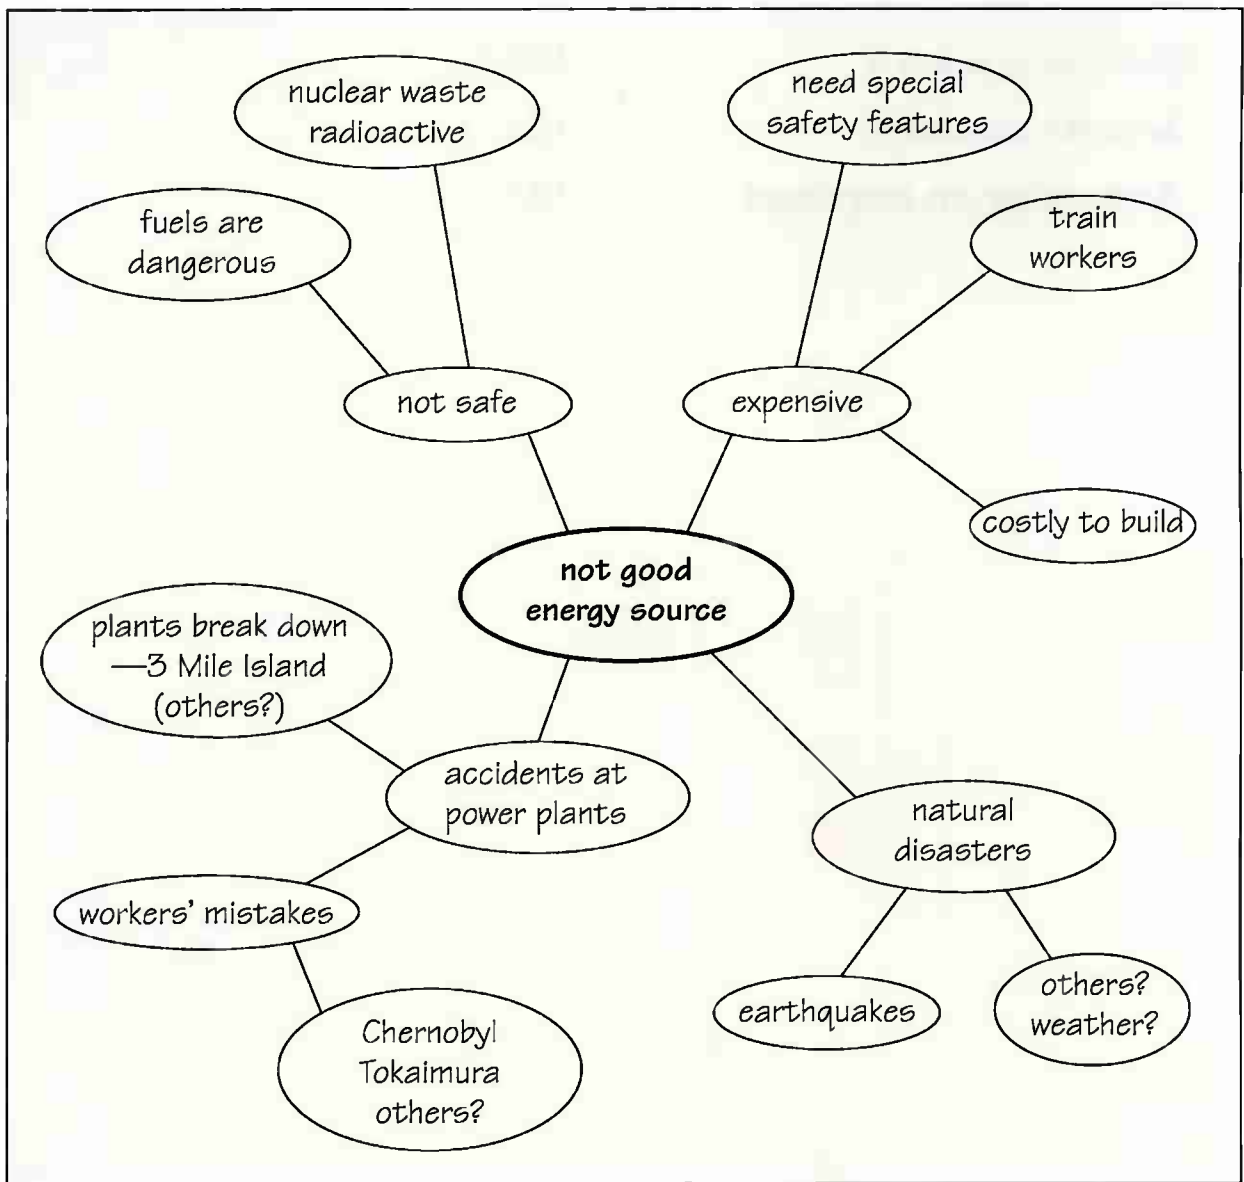 nuclear waste
radioactive
need special
safety features
fuels are
dangerous
train
workers
not safe
expensive
costly to build
not good
energy source
plants break down
—3 Mile Island
(others?)
accidents at
power plants
natural
disasters
workers' mistakes
earthquakes
others?
weather?
Chernobyl
Tokaimura
others?